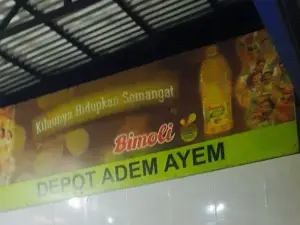 Kilaunya Hidupkan Semangat
Bimoli
DEPOT ADEM AYEM